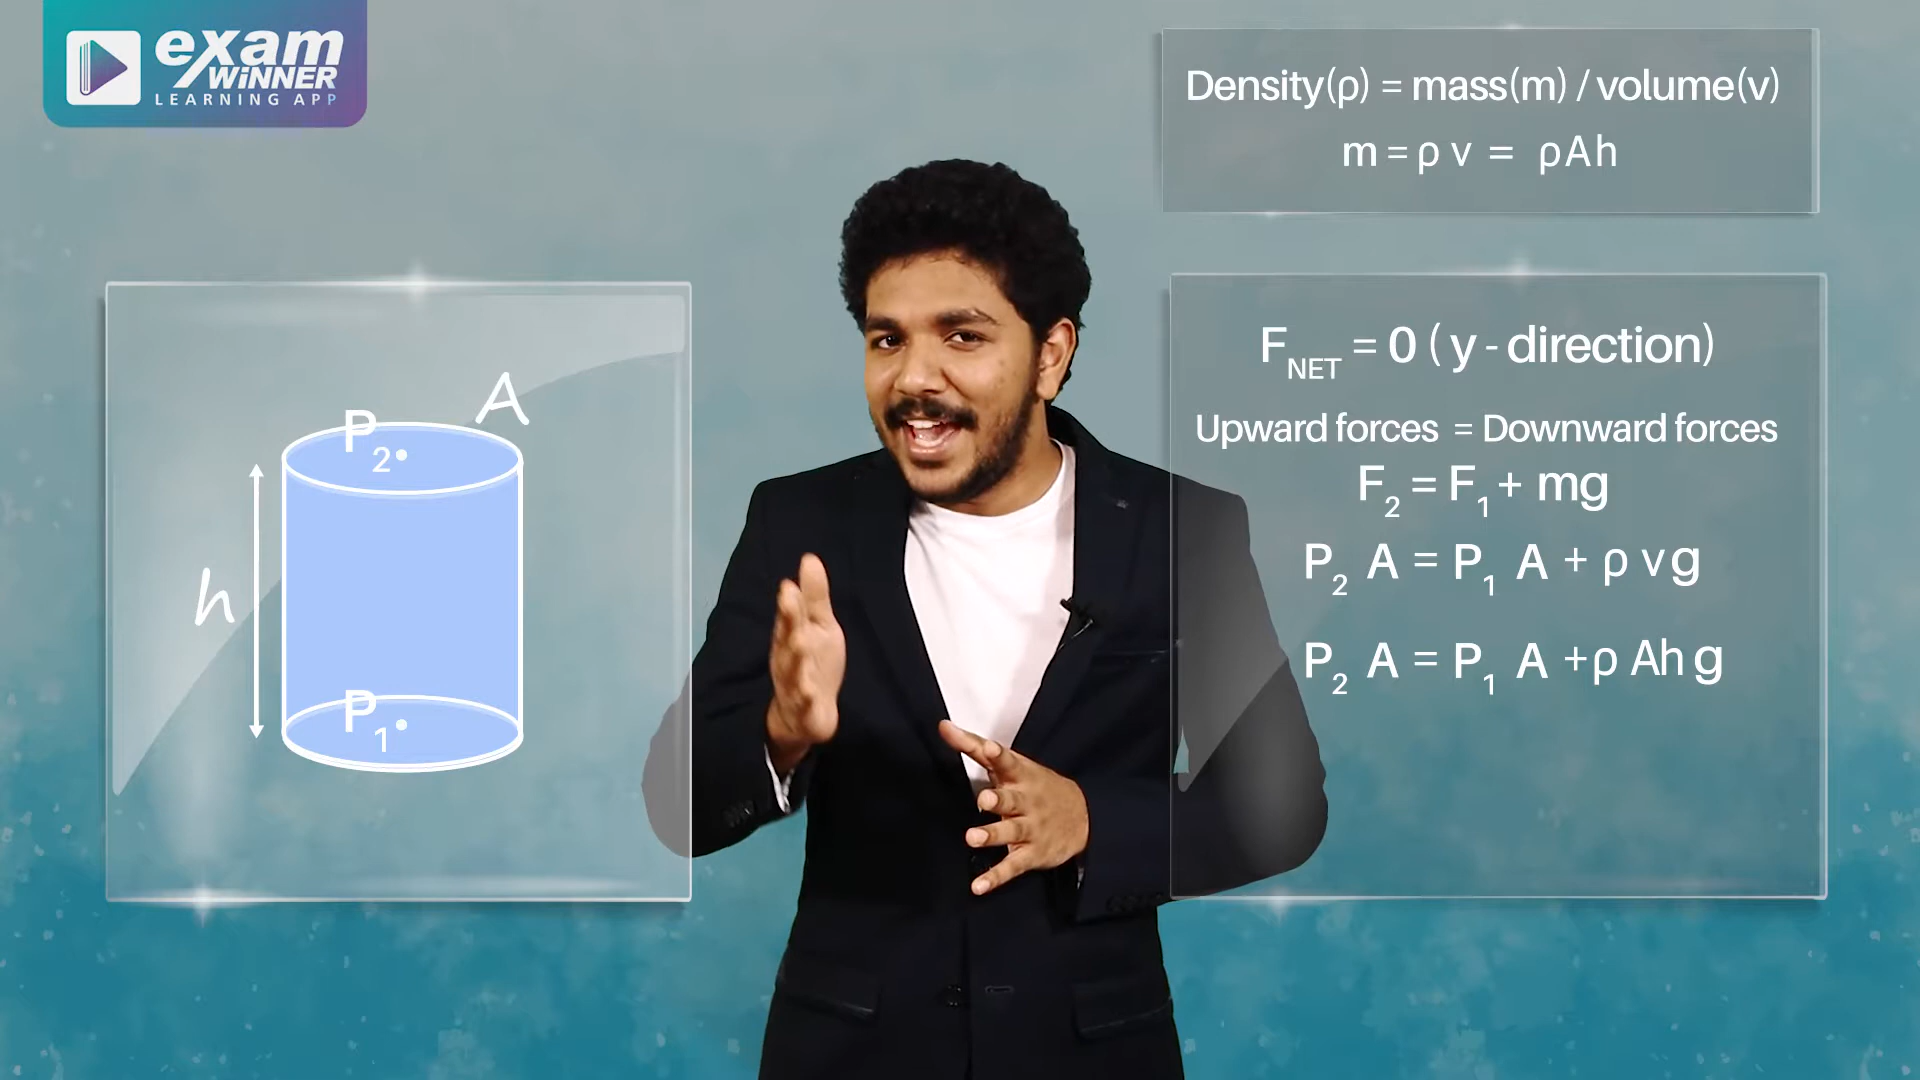 exam
WiNNER
LEARNING APP
Density(ρ) = mass(m) / volume(v)
m = ρ v = ρAh
A
P2
h
P1
FNET = 0 ( y - direction)
Upward forces = Downward forces
F2 = F1 + mg
P2 A = P1 A + ρ v g
P2 A = P1 A + ρ Ah g